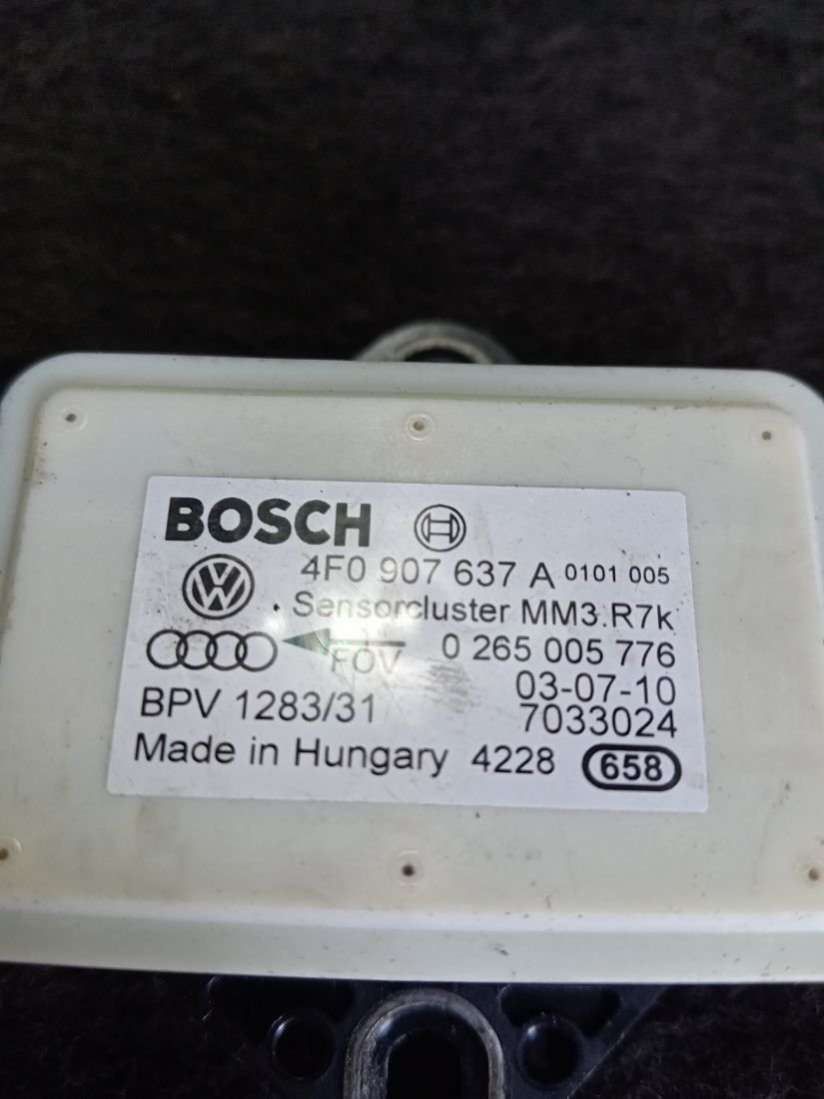 BOSCH
4F0 907 637 A 0101 005
Sensorcluster MM3.R7k
FOV 0 265 005 776
03-07-10
BPV 1283/31 7033024
Made in Hungary 4228 658